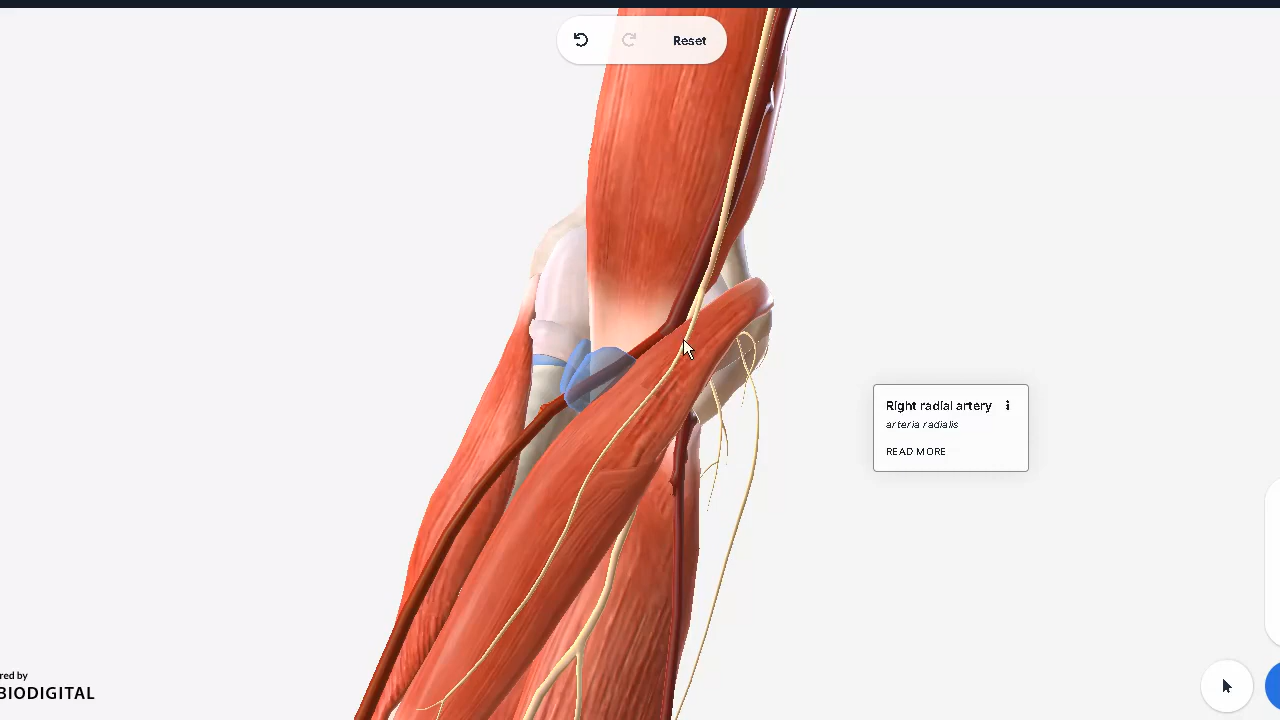 Reset
Right radial artery
arteria radialis
READ MORE
red by
BIODIGITAL